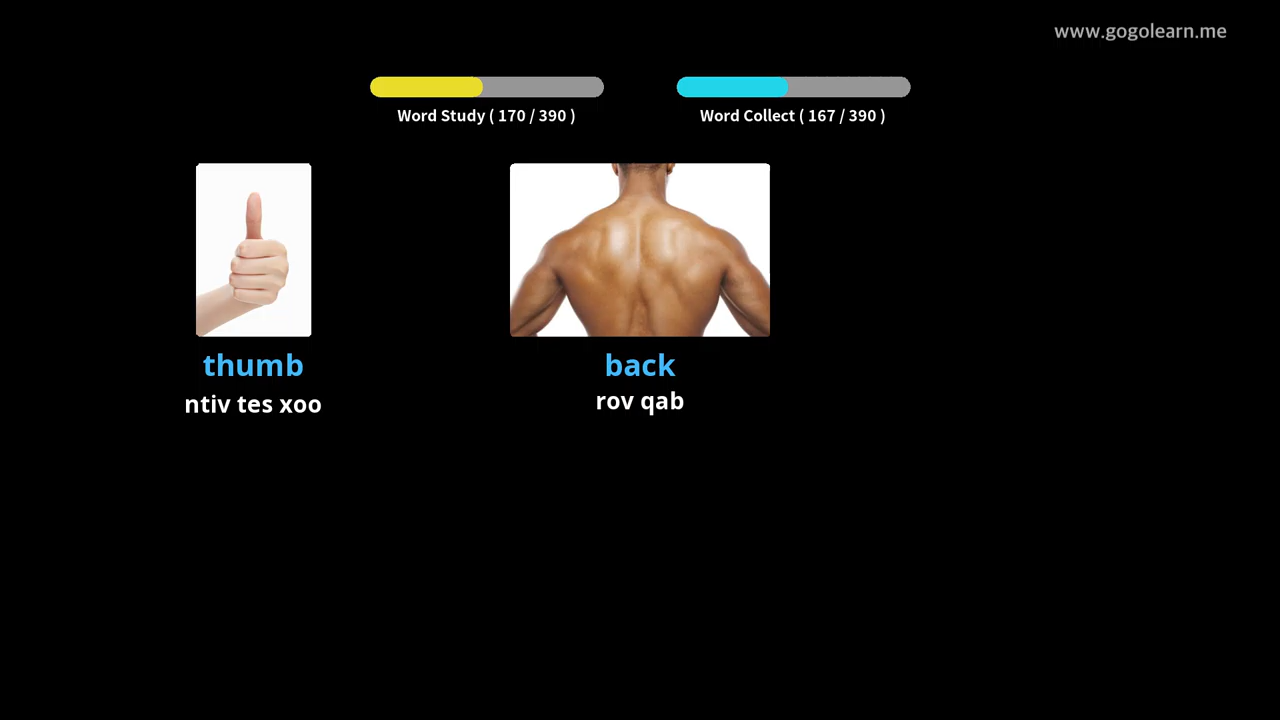 www.gogolearn.me
Word Study ( 170 / 390 )
Word Collect ( 167 / 390 )
thumb
ntiv tes xoo
back
rov qab